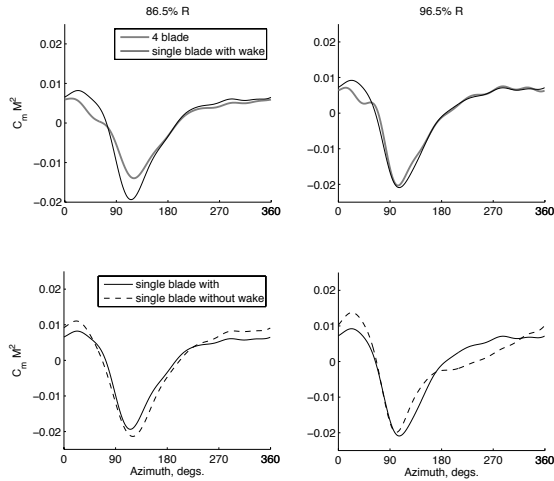 86.5% R
96.5% R
0.02
0.01
0
−0.01
−0.02
C_m M^2
0 90 180 270 360
4 blade
single blade with wake
0.02
0.01
0
−0.01
−0.02
0 90 180 270 360
0.02
0.01
0
−0.01
−0.02
C_m M^2
0 90 180 270 360
Azimuth, degs.
single blade with
single blade without wake
0.02
0.01
0
−0.01
−0.02
0 90 180 270 360
Azimuth, degs.